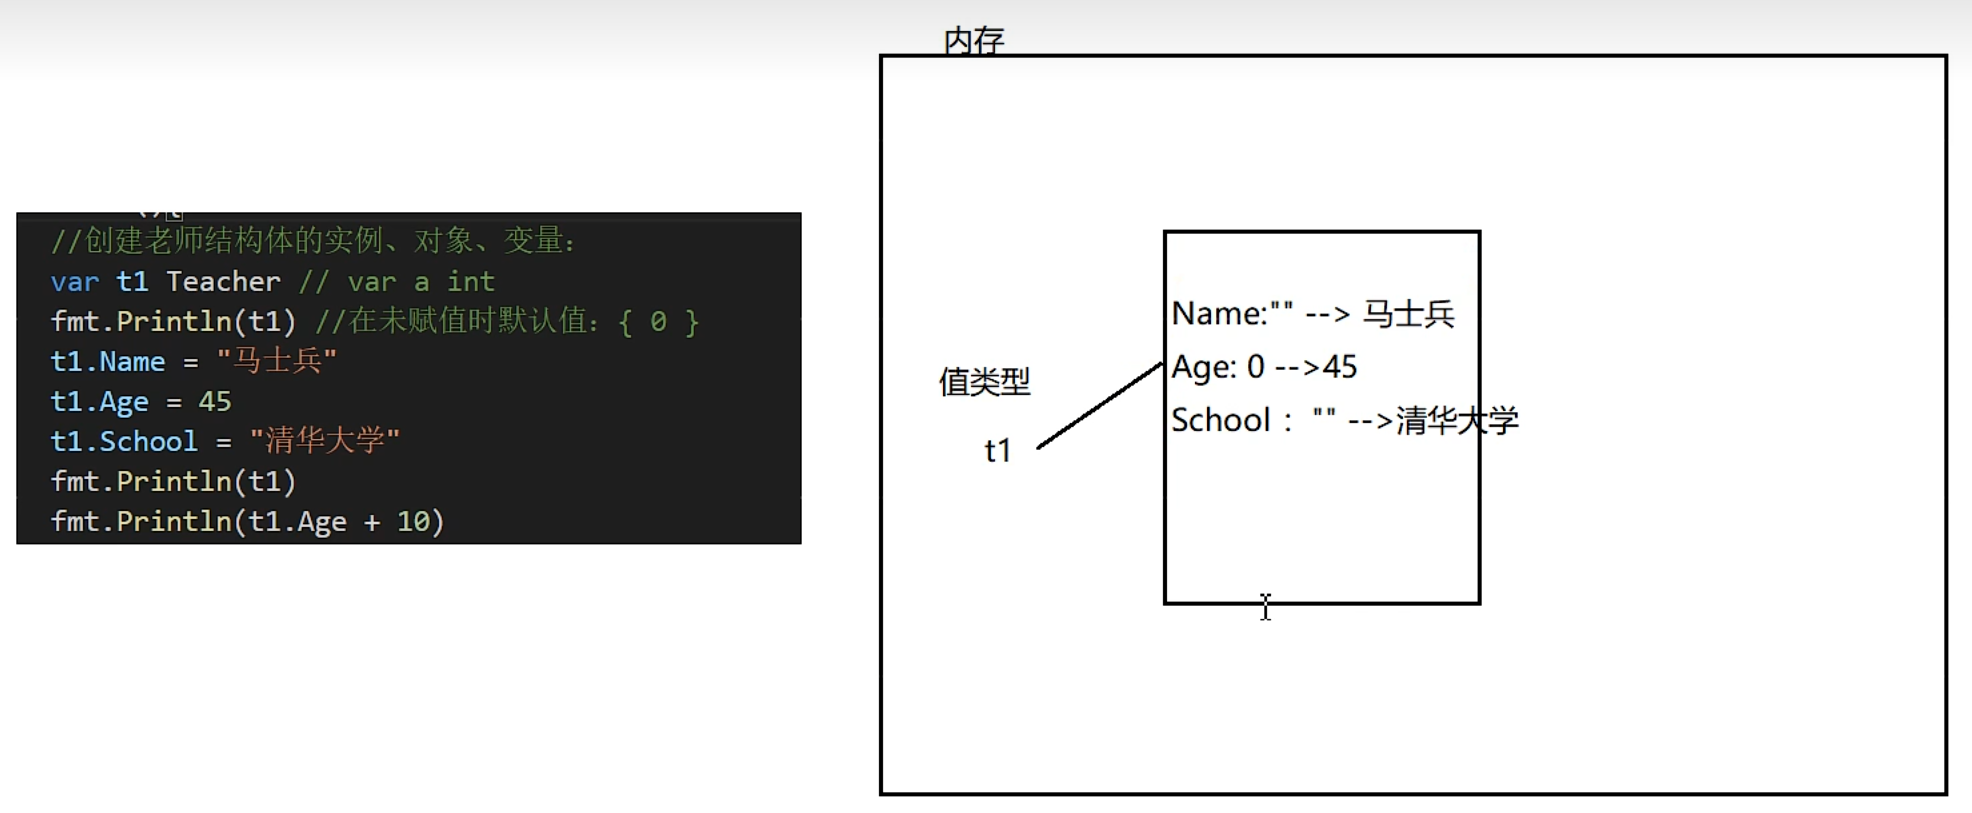 内存
//创建老师结构体的实例、对象、变量:
var t1 Teacher // var a int
fmt.Println(t1) //在未赋值时默认值: { 0 }
t1.Name = "马士兵"
t1.Age = 45
t1.School = "清华大学"
fmt.Println(t1)
fmt.Println(t1.Age + 10)
值类型
t1
Name:"" --> 马士兵
Age: 0 -->45
School： "" -->清华大学